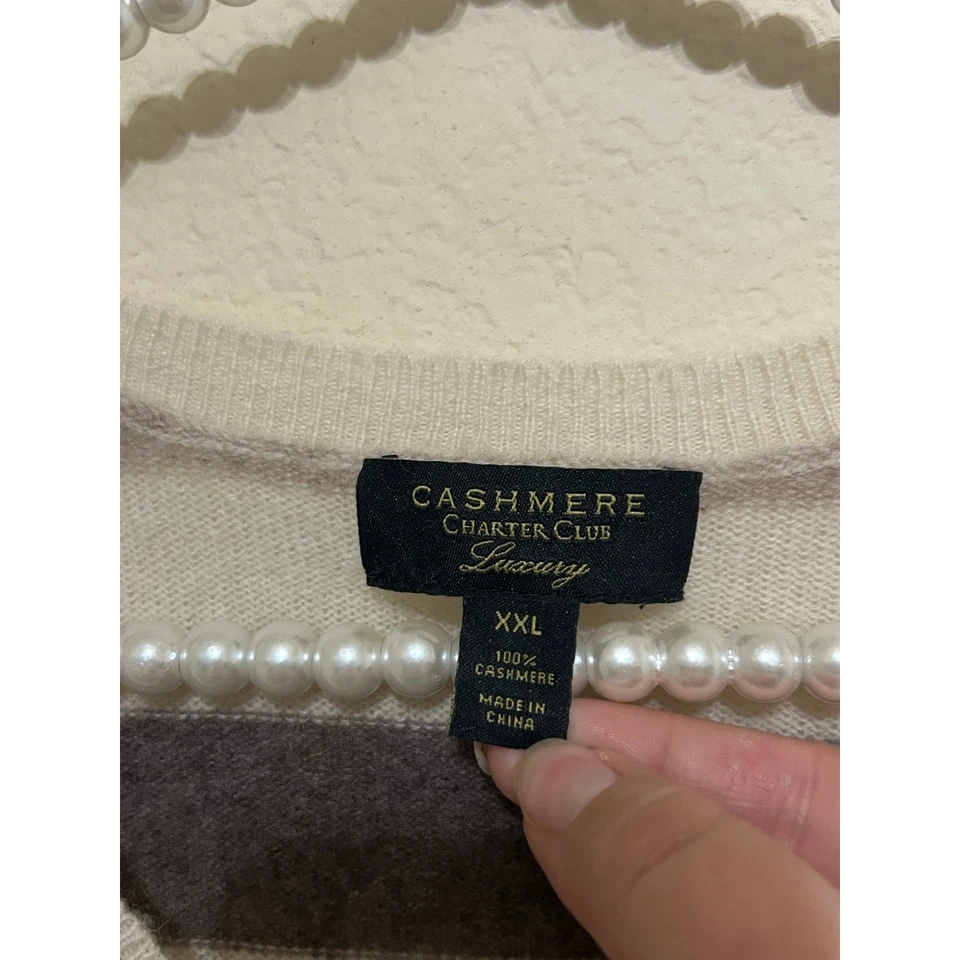 CASHMERE
CHARTER CLUB
Luxury
XXL
100%
CASHMERE
MADE IN
CHINA